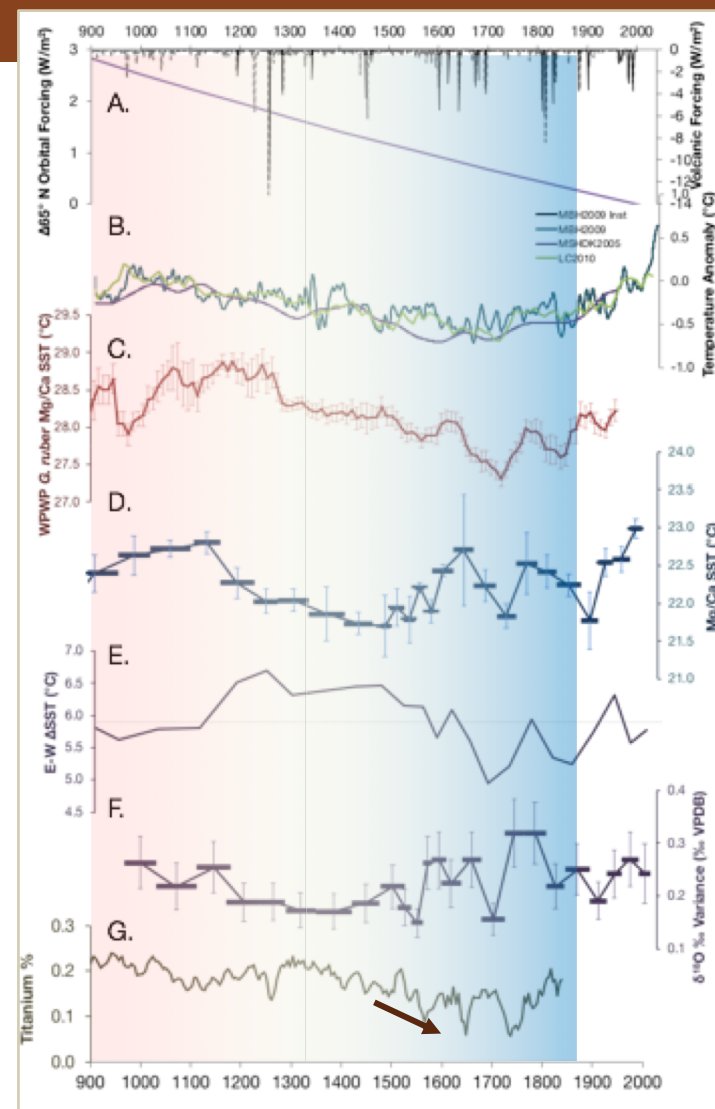 900 1000 1100 1200 1300 1400 1500 1600 1700 1800 1900 2000
Δ65° N Orbital Forcing (W/m²)
3
2
1
0
A.
0
-2
-4
-6
-8
-10
-14
Volcanic Forcing (W/m²)
B.
MBH2009 Inst
MBH2009
MSHDK2005
LC2010
1.0
0.5
0.0
-0.5
-1.0
Temperature Anomaly (°C)
C.
29.5
29.0
28.5
28.0
27.5
27.0
WPWP G. ruber Mg/Ca SST (°C)
D.
24.0
23.5
23.0
22.5
22.0
21.5
21.0
Mg/Ca SST (°C)
E.
7.0
6.5
6.0
5.5
5.0
4.5
E-W ΔSST (°C)
F.
0.4
0.3
0.2
0.1
δ¹⁸O ‰ Variance (‰ VPDB)
G.
0.3
0.2
0.1
0.0
Titanium %
900 1000 1100 1200 1300 1400 1500 1600 1700 1800 1900 2000